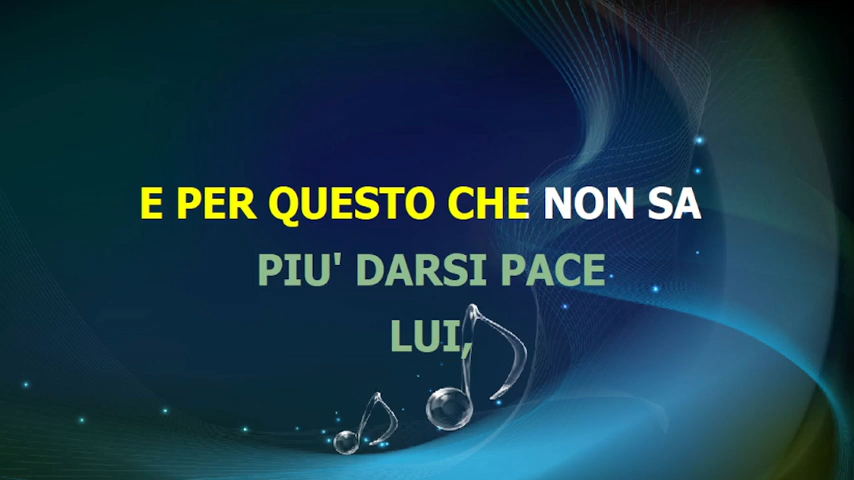 E PER QUESTO CHE NON SA
PIU' DARSI PACE
LUI,